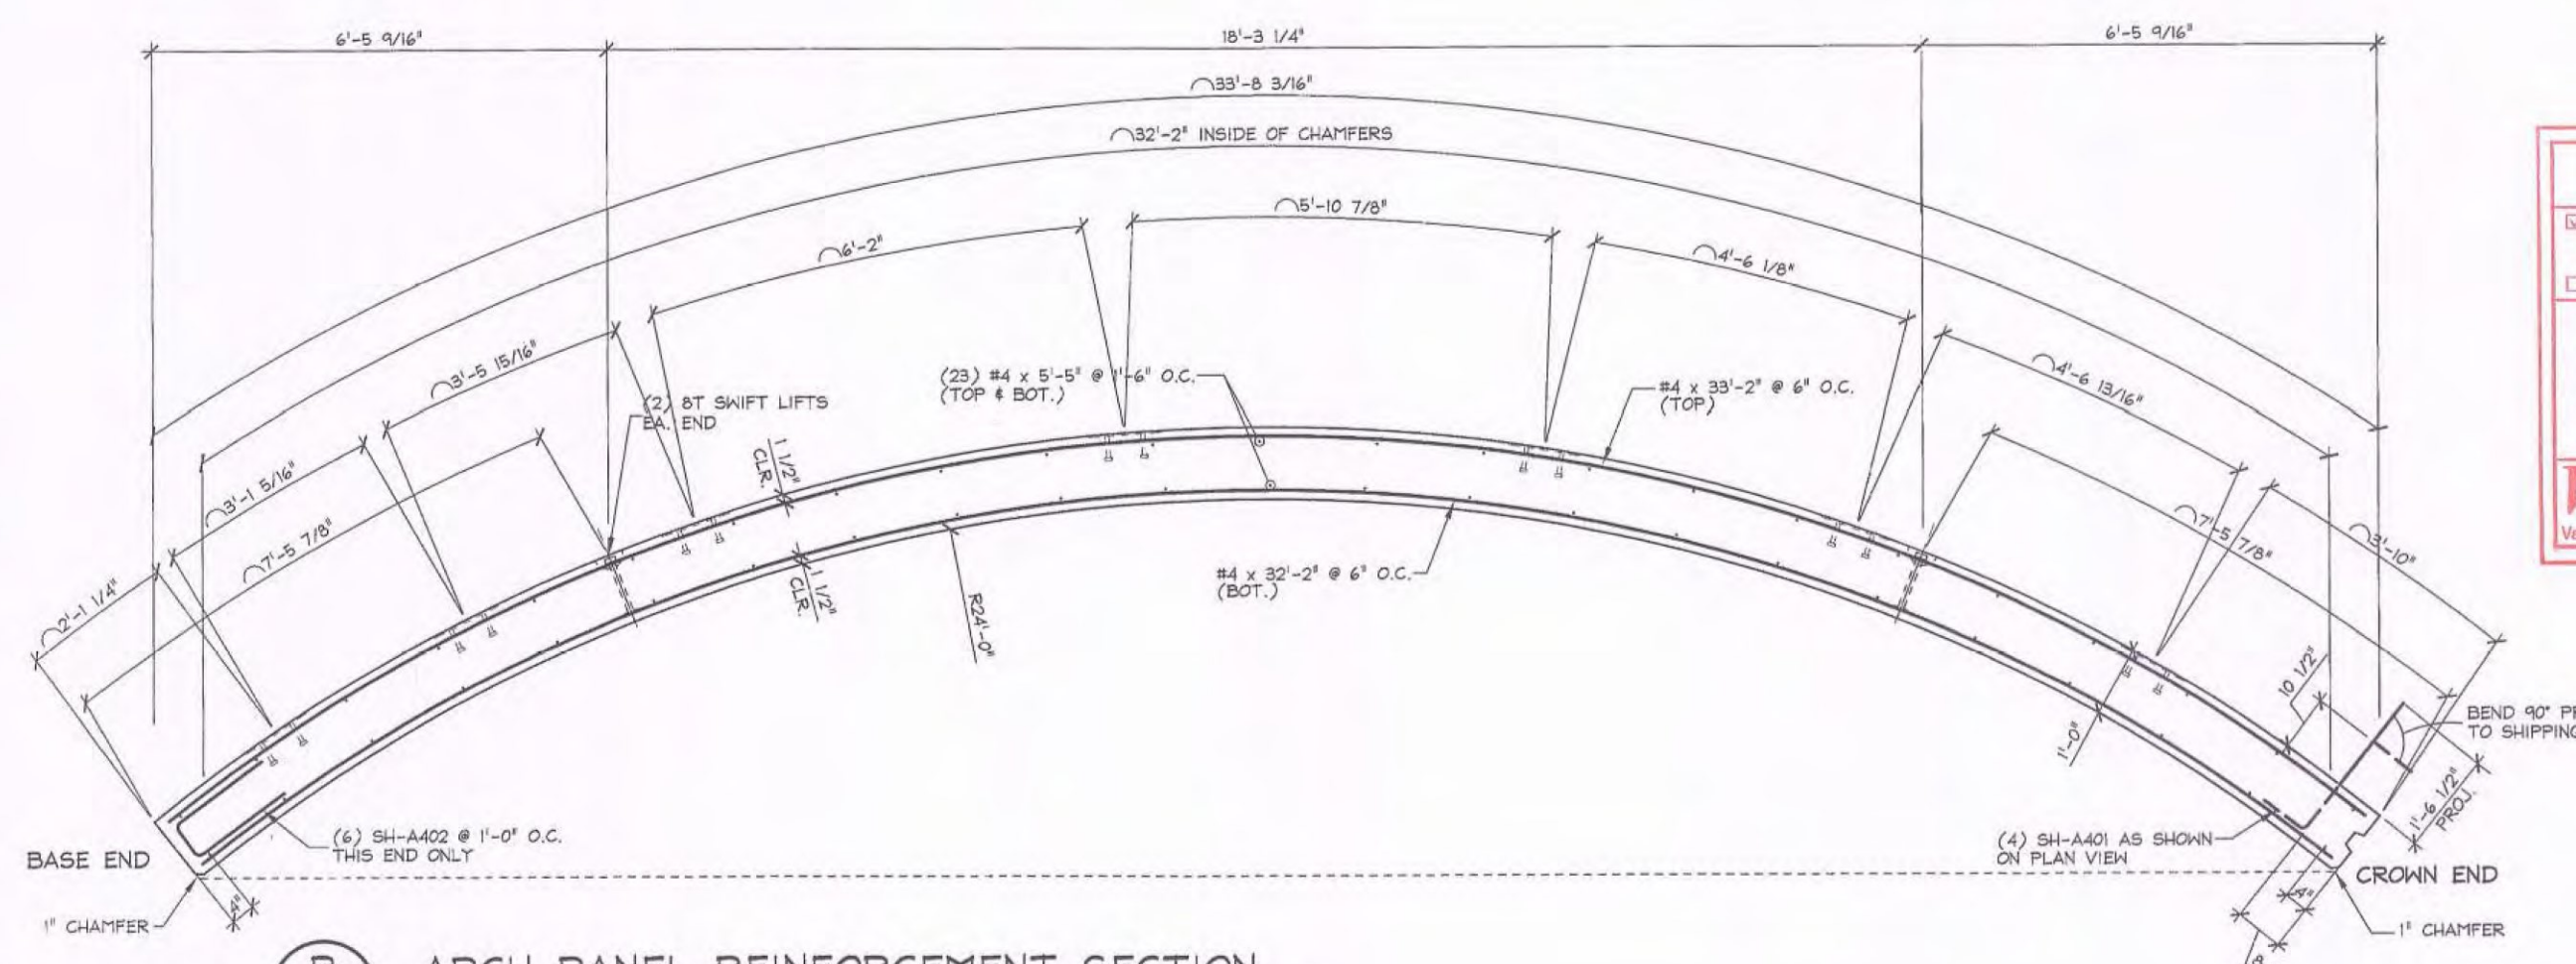 6'-5 9/16"
18'-3 1/4"
6'-5 9/16"
33'-8 3/16"
32'-2" INSIDE OF CHAMFERS
5'-10 7/8"
6'-2"
4'-6 1/8"
3'-5 15/16"
4'-6 13/16"
(2) 8T SWIFT LIFTS
EA. END
(23) #4 x 5'-5" @ 1'-6" O.C.
(TOP & BOT.)
#4 x 33'-2" @ 6" O.C.
(TOP)
1 1/2"
CLR.
3'-1 5/16"
7'-5 7/8"
2'-1 1/4"
7'-5 7/8"
3'-10"
1 1/2"
CLR.
R24'-0"
#4 x 32'-2" @ 6" O.C.
(BOT.)
10 1/2"
1'-0"
BEND 90°
TO SHIPPING
1'-6 1/2"
PROJ.
(6) SH-A402 @ 1'-0" O.C.
THIS END ONLY
(4) SH-A401 AS SHOWN
ON PLAN VIEW
BASE END
CROWN END
4"
4"
1" CHAMFER
1" CHAMFER
ARCH PANEL REINFORCEMENT SECTION